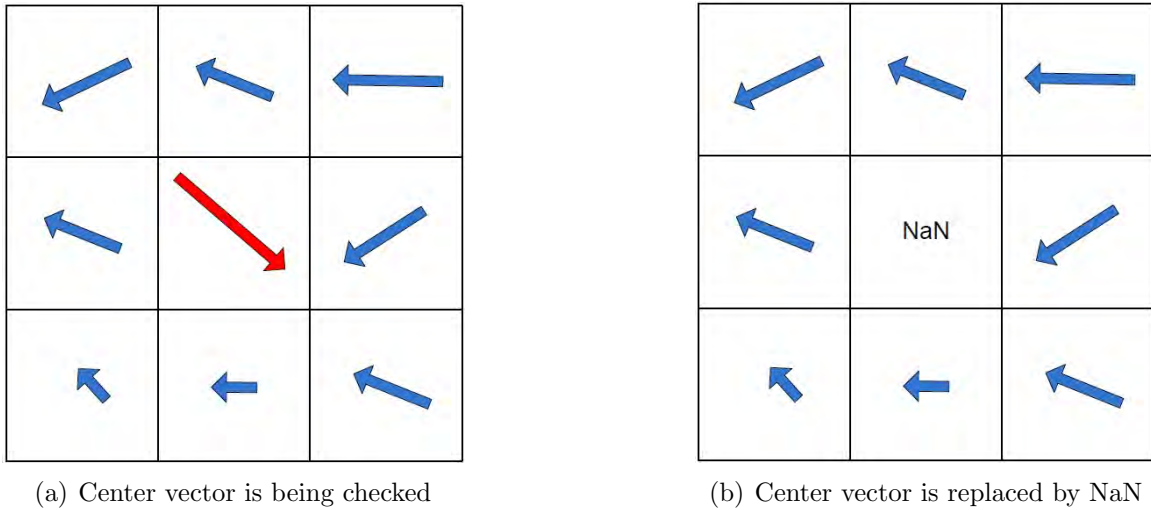 NaN
(a) Center vector is being checked
(b) Center vector is replaced by NaN